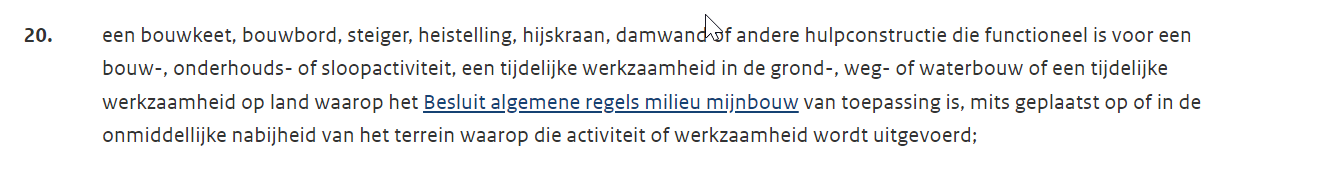 20. een bouwkeet, bouwbord, steiger, heistelling, hijskraan, damwand of andere hulpconstructie die functioneel is voor een
bouw-, onderhouds- of sloopactiviteit, een tijdelijke werkzaamheid in de grond-, weg- of waterbouw of een tijdelijke
werkzaamheid op land waarop het Besluit algemene regels milieu mijnbouw van toepassing is, mits geplaatst op of in de
onmiddellijke nabijheid van het terrein waarop die activiteit of werkzaamheid wordt uitgevoerd;